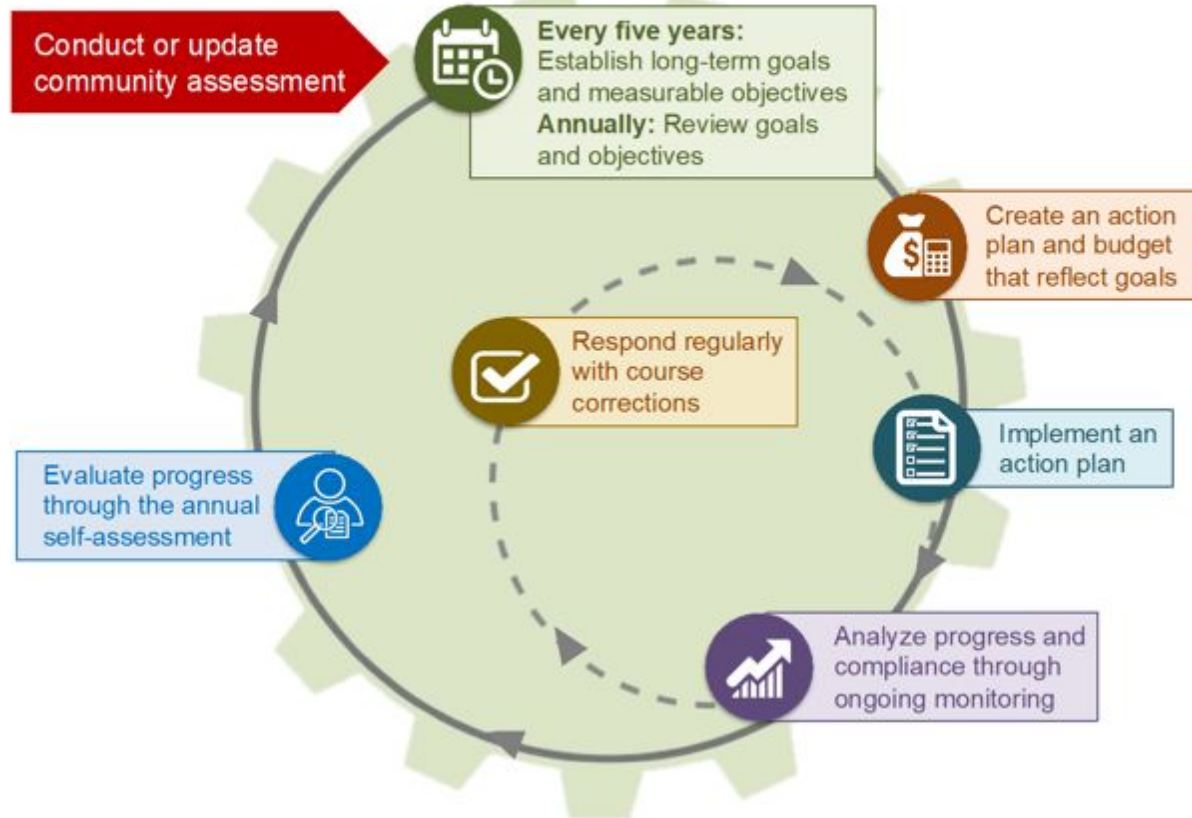 Conduct or update
community assessment
Every five years:
Establish long-term goals
and measurable objectives
Annually: Review goals
and objectives
Create an action
plan and budget
that reflect goals
$
Respond regularly
with course
corrections
Implement an
action plan
Evaluate progress
through the annual
self-assessment
Analyze progress and
compliance through
ongoing monitoring